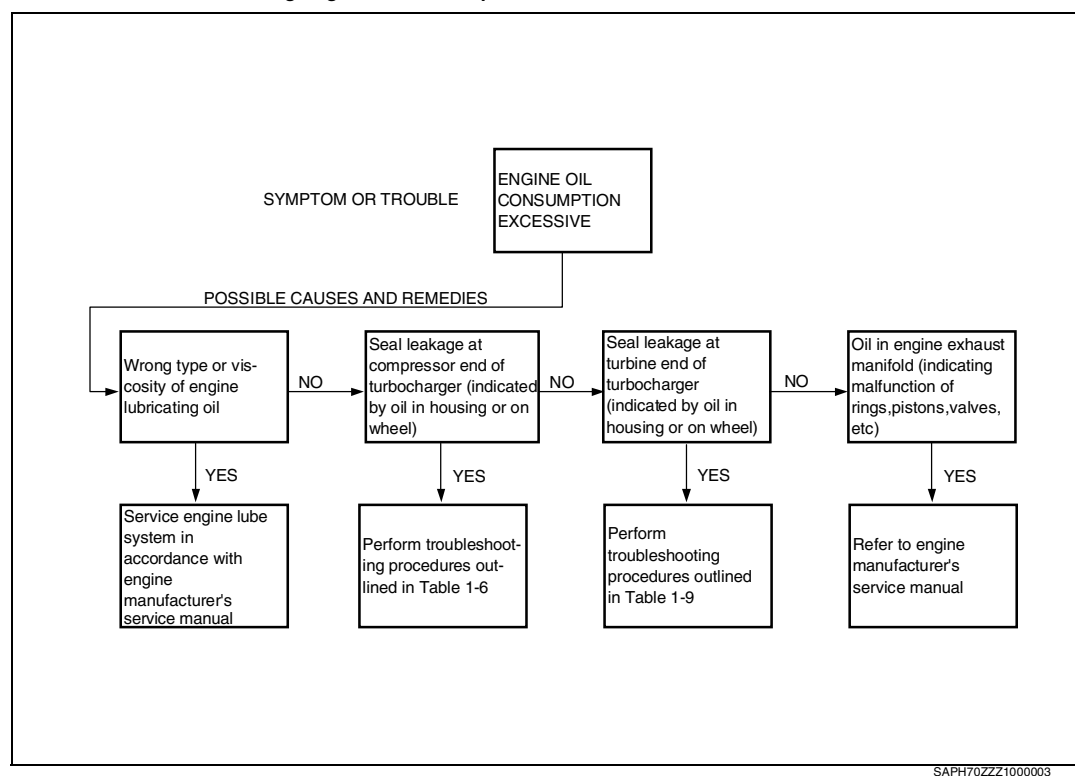 SYMPTOM OR TROUBLE
ENGINE OIL
CONSUMPTION
EXCESSIVE
POSSIBLE CAUSES AND REMEDIES
Wrong type or vis-
cosity of engine
lubricating oil
NO
Seal leakage at
compressor end of
turbocharger (indicated
by oil in housing or on
wheel)
NO
Seal leakage at
turbine end of
turbocharger
(indicated by oil in
housing or on wheel)
NO
Oil in engine exhaust
manifold (indicating
malfunction of
rings,pistons,valves,
etc)
YES
YES
YES
YES
Service engine lube
system in
accordance with
engine
manufacturer's
service manual
Perform troubleshoot-
ing procedures out-
lined in Table 1-6
Perform
troubleshooting
procedures outlined
in Table 1-9
Refer to engine
manufacturer's
service manual
SAPH70ZZZ1000003